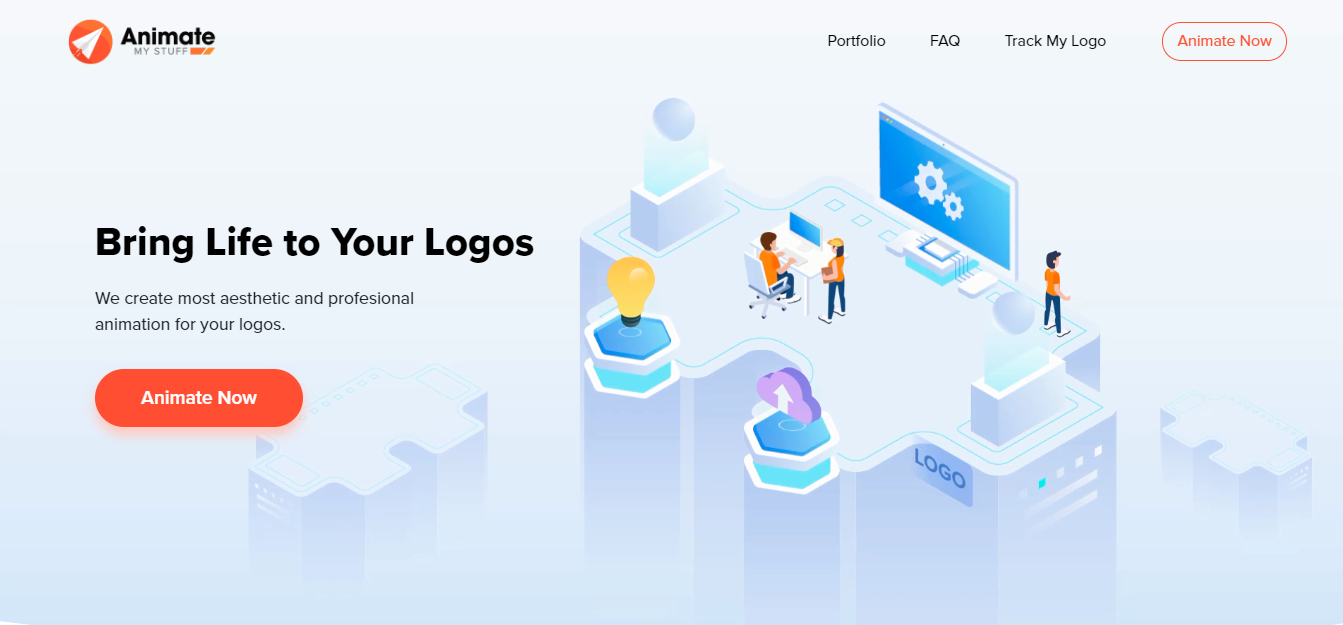 Animate
MY STUFF
Portfolio
FAQ
Track My Logo
Animate Now
Bring Life to Your Logos
We create most aesthetic and profesional
animation for your logos.
Animate Now
LOGO